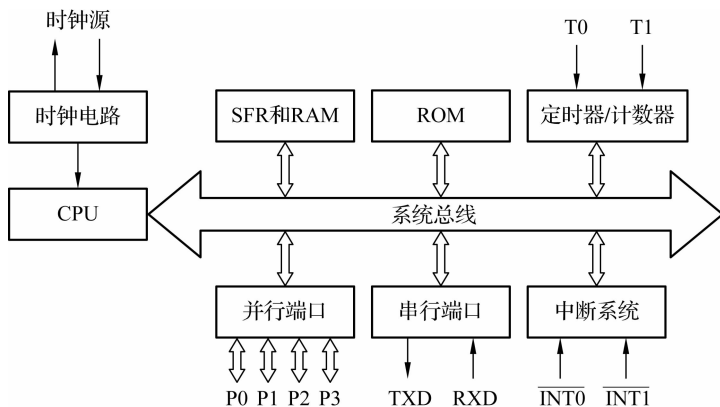 时钟源
T0 T1
时钟电路
SFR和RAM
ROM
定时器/计数器
CPU
系统总线
并行端口
串行端口
中断系统
P0 P1 P2 P3
TXD RXD
INT0 INT1